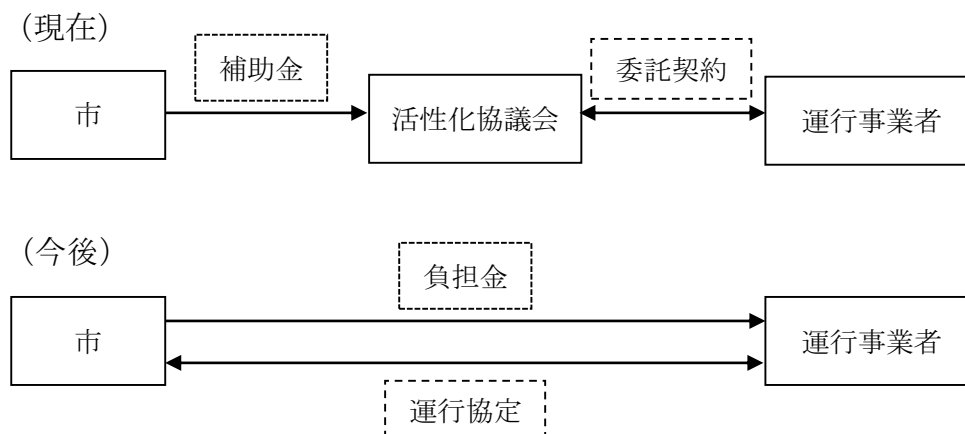 (現在)
補助金
委託契約
市
活性化協議会
運行事業者
(今後)
負担金
市
運行事業者
運行協定